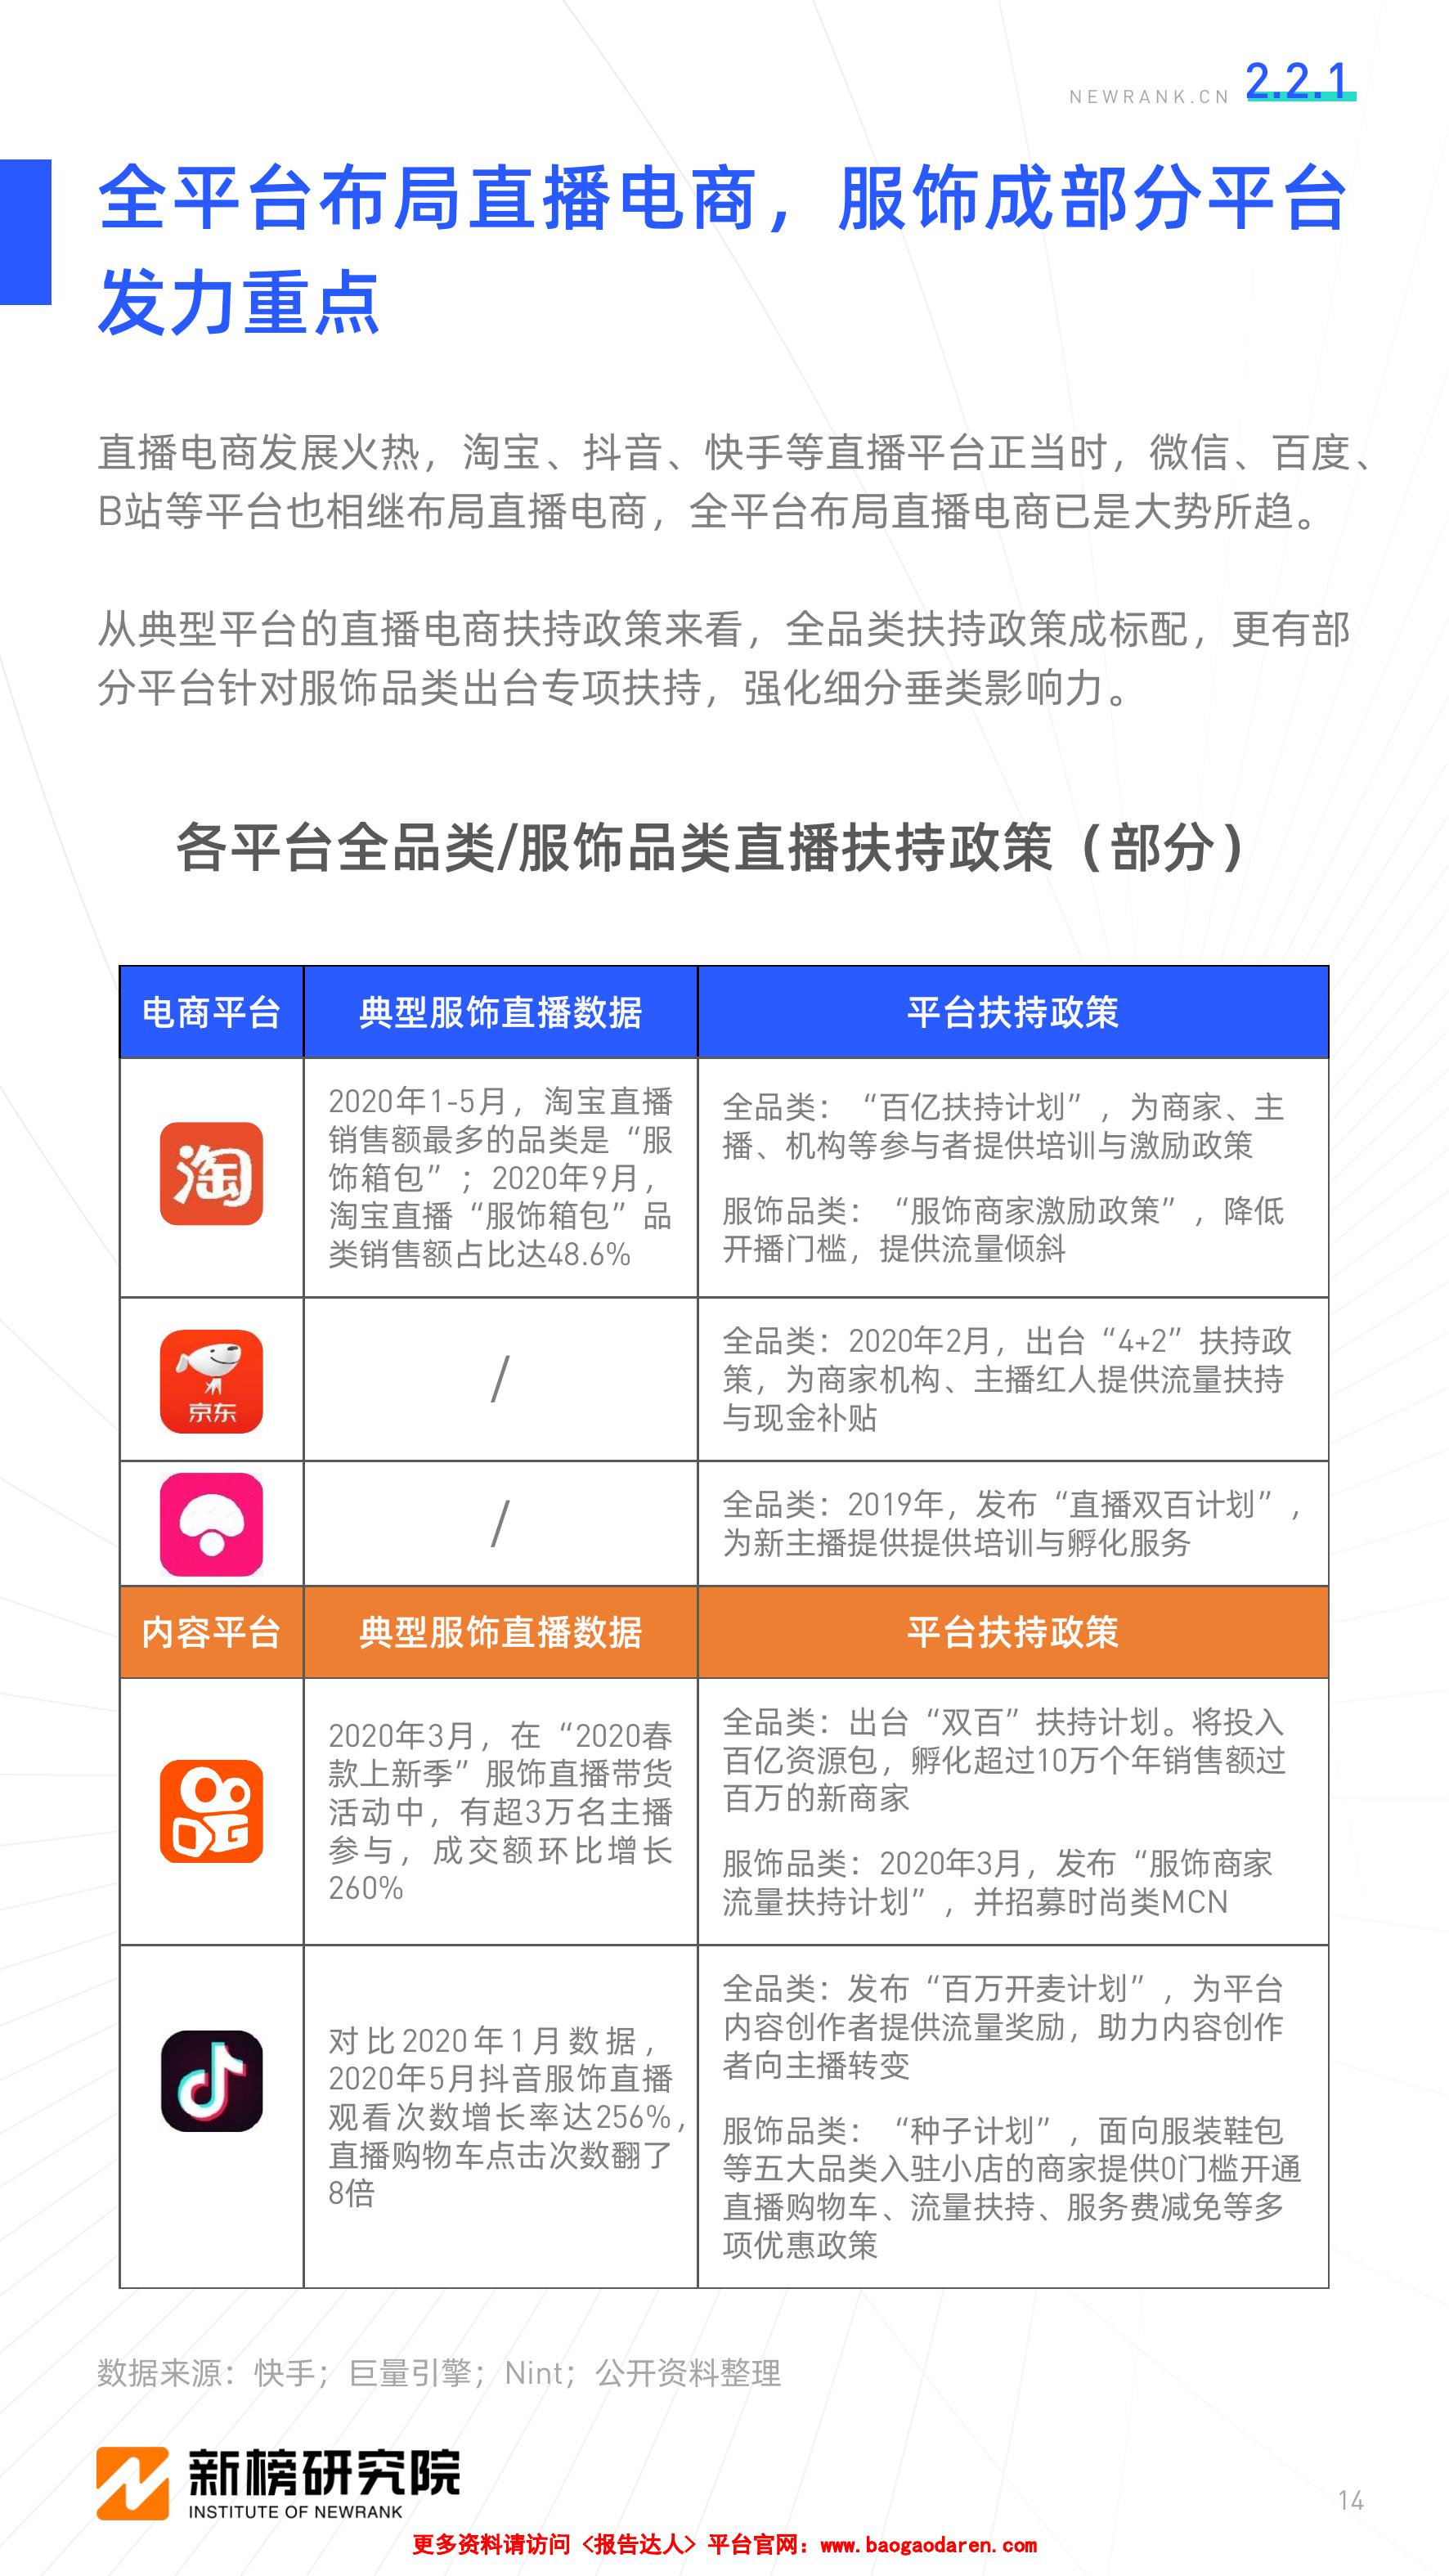 NEWRANK.CN 2.2.1
全平台布局直播电商，服饰成部分平台
发力重点
直播电商发展火热，淘宝、抖音、快手等直播平台正当时，微信、百度、
B站等平台也相继布局直播电商，全平台布局直播电商已是大势所趋。
从典型平台的直播电商扶持政策来看，全品类扶持政策成标配，更有部
分平台针对服饰品类出台专项扶持，强化细分垂类影响力。
各平台全品类/服饰品类直播扶持政策（部分）
电商平台 典型服饰直播数据 平台扶持政策
淘
2020年1-5月，淘宝直播
销售额最多的品类是“服
饰箱包”；2020年9月，
淘宝直播“服饰箱包”品
类销售额占比达48.6%
全品类：“百亿扶持计划”，为商家、主
播、机构等参与者提供培训与激励政策
服饰品类：“服饰商家激励政策”，降低
开播门槛，提供流量倾斜
京东
/
全品类：2020年2月，出台“4+2”扶持政
策，为商家机构、主播红人提供流量扶持
与现金补贴
/
全品类：2019年，发布“直播双百计划”，
为新主播提供提供培训与孵化服务
内容平台 典型服饰直播数据 平台扶持政策
2020年3月，在“2020春
款上新季”服饰直播带货
活动中，有超3万名主播
参与，成交额环比增长
260%
全品类：出台“双百”扶持计划。将投入
百亿资源包，孵化超过10万个年销售额过
百万的新商家
服饰品类：2020年3月，发布“服饰商家
流量扶持计划”，并招募时尚类MCN
对比2020年1月数据，
2020年5月抖音服饰直播
观看次数增长率达256%，
直播购物车点击次数翻了
8倍
全品类：发布“百万开麦计划”，为平台
内容创作者提供流量奖励，助力内容创作
者向主播转变
服饰品类：“种子计划”，面向服装鞋包
等五大品类入驻小店的商家提供0门槛开通
直播购物车、流量扶持、服务费减免等多
项优惠政策
数据来源：快手；巨量引擎；Nint；公开资料整理
新榜研究院
INSTITUTE OF NEWRANK
14
更多资料请访问《报告达人》平台官网：www.baogaodaren.com